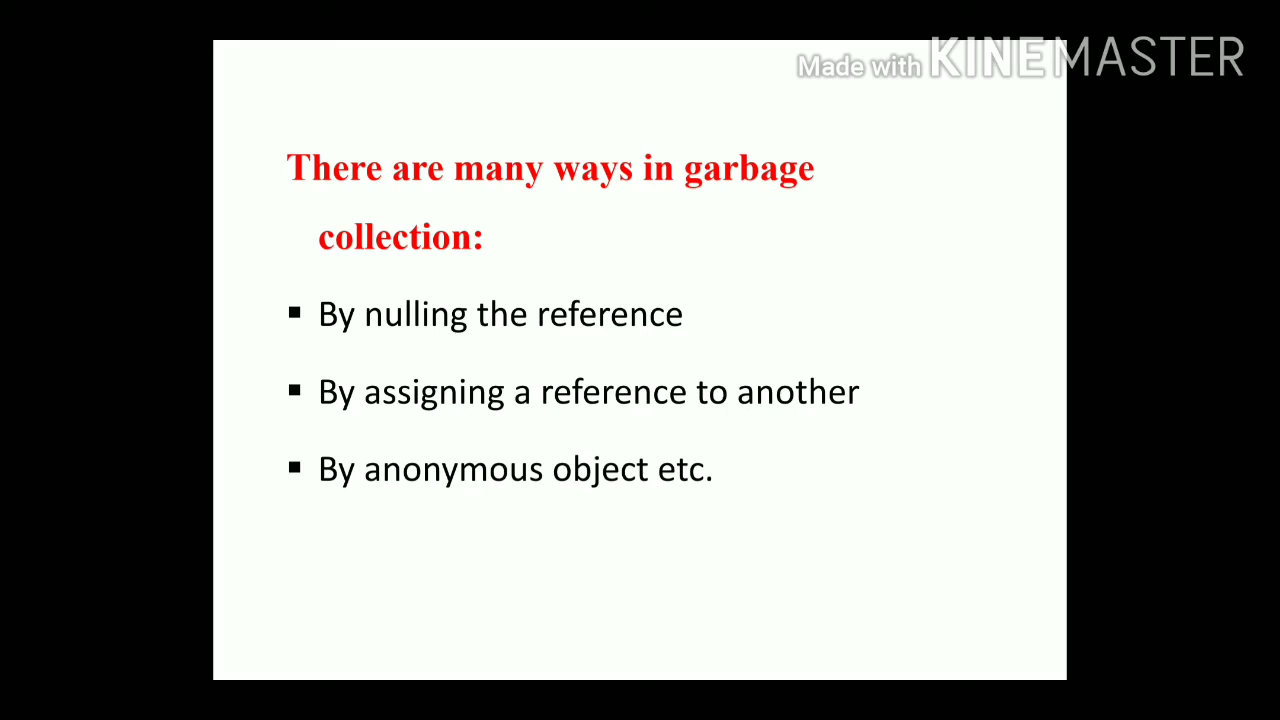 Made with KINEMASTER
There are many ways in garbage
collection:
▪ By nulling the reference
▪ By assigning a reference to another
▪ By anonymous object etc.